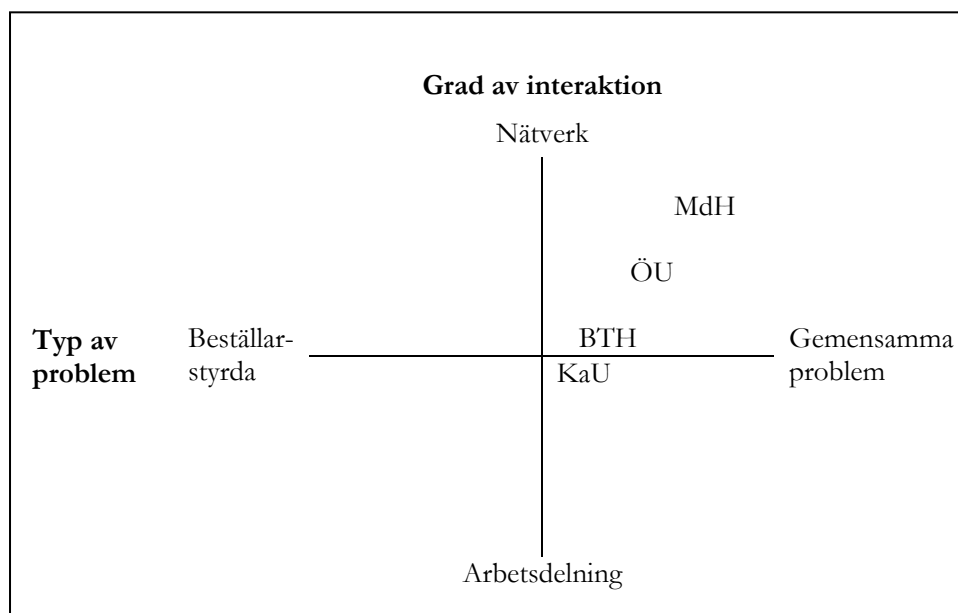 Grad av interaktion
Nätverk
MdH
ÖU
Typ av
problem
Beställar-
styrda
BTH
KaU
Gemensamma
problem
Arbetsdelning